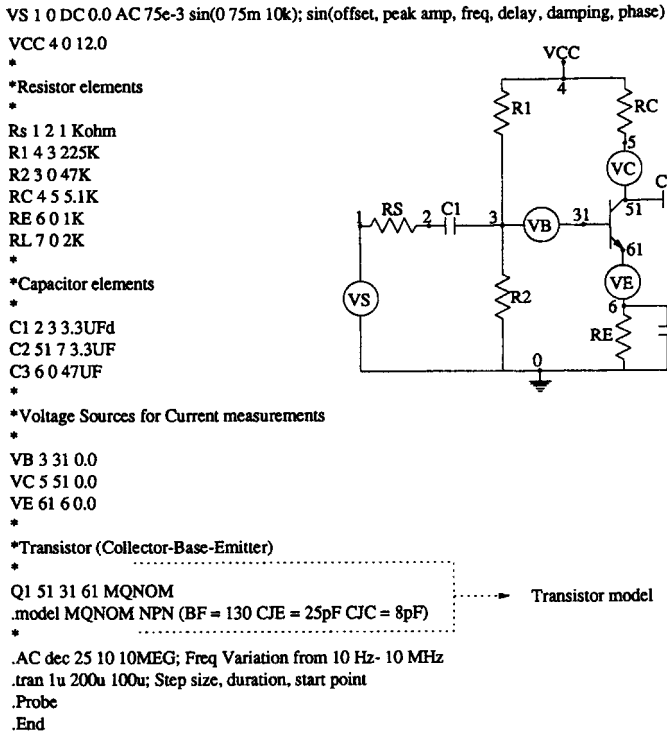 VS 1 0 DC 0.0 AC 75e-3 sin(0 75m 10k); sin(offset, peak amp, freq, delay, damping, phase)
VCC 4 0 12.0
*
*Resistor elements
*
Rs 1 2 1 Kohm
R1 4 3 225K
R2 3 0 47K
RC 4 5 5.1K
RE 6 0 1K
RL 7 0 2K
*
*Capacitor elements
*
C1 2 3 3.3UFd
C2 51 7 3.3UF
C3 6 0 47UF
*
*Voltage Sources for Current measurements
*
VB 3 31 0.0
VC 5 51 0.0
VE 61 6 0.0
*
*Transistor (Collector-Base-Emitter)
*
Q1 51 31 61 MQNOM
.model MQNOM NPN (BF = 130 CJE = 25pF CJC = 8pF)
*
.AC dec 25 10 10MEG; Freq Variation from 10 Hz- 10 MHz
.tran 1u 200u 100u; Step size, duration, start point
.Probe
.End
VCC
4
R1
RC
5
VC
C
51
1
RS
2
C1
3
VB
31
61
VE
VS
R2
6
RE
0
Transistor model